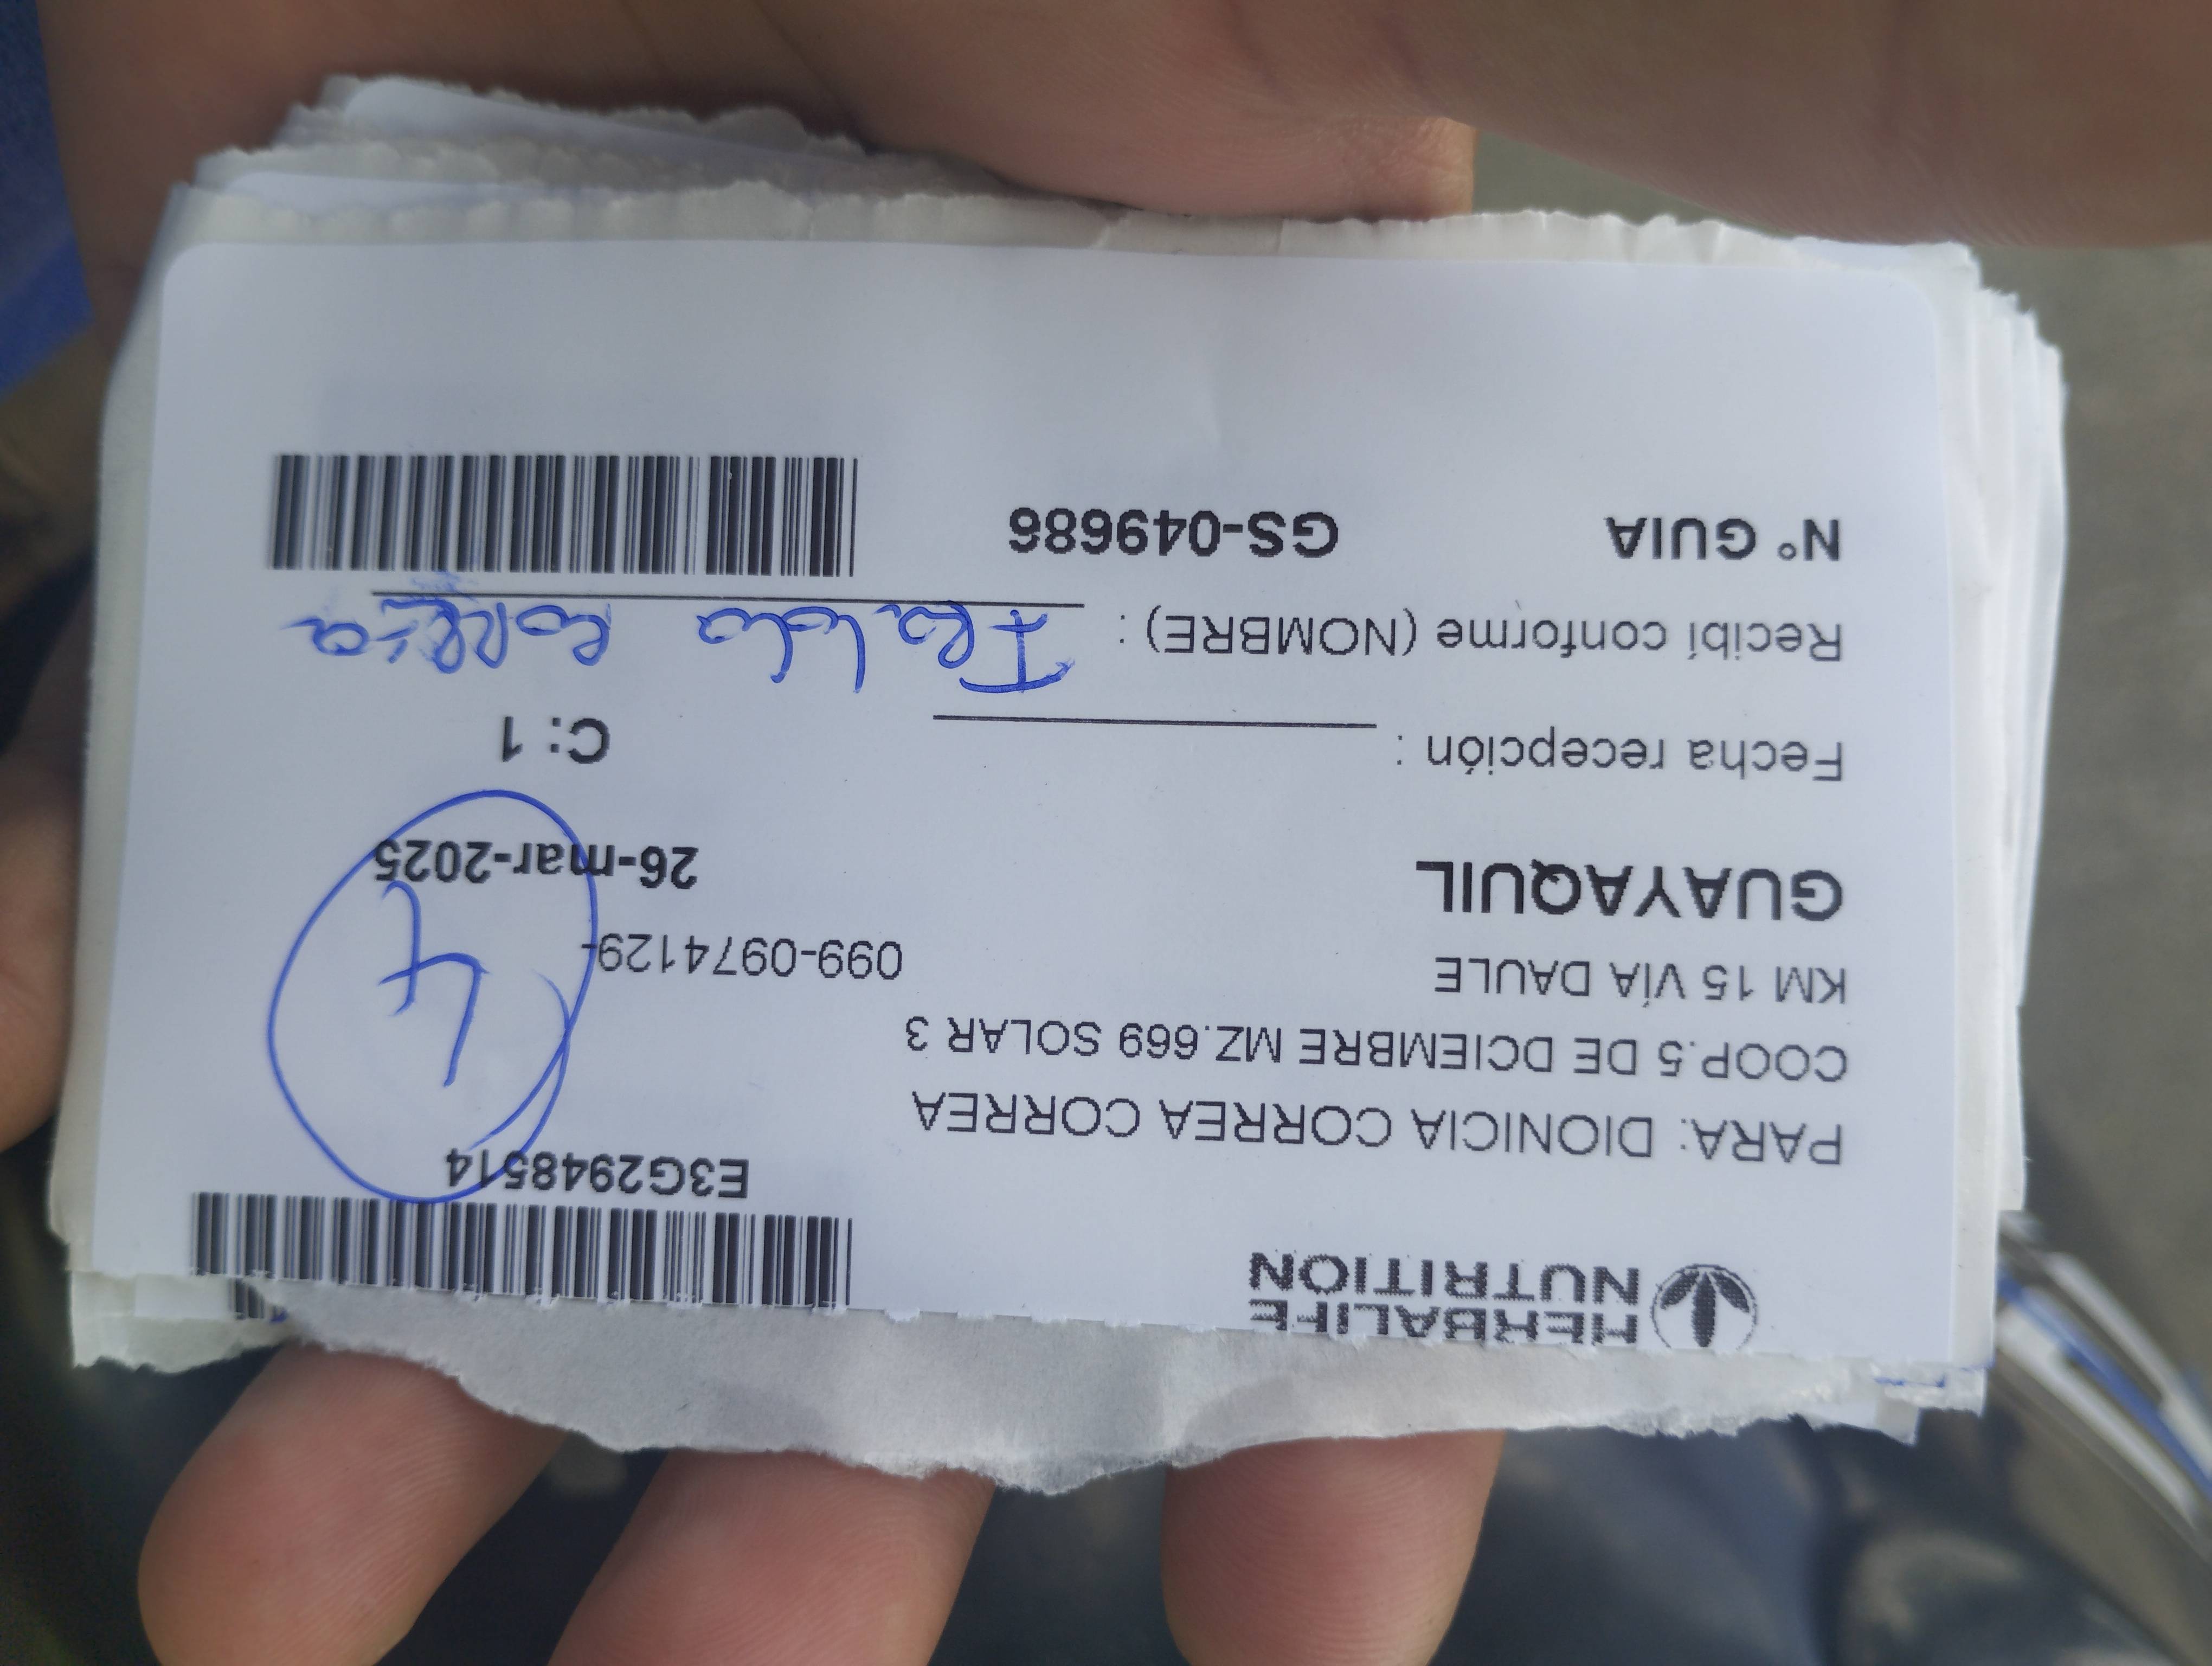 HERBALIFE
NUTRITION
E3G2948514
PARA: DIONICIA CORREA CORREA
COOP.5 DE DCIEMBRE MZ.669 SOLAR 3
KM 15 VÍA DAULE
099-0974129-
GUAYAQUIL
26-mar-2025
4
Fecha recepción :
C: 1
Recibí conforme (NOMBRE) :
N° GUIA GS-049686